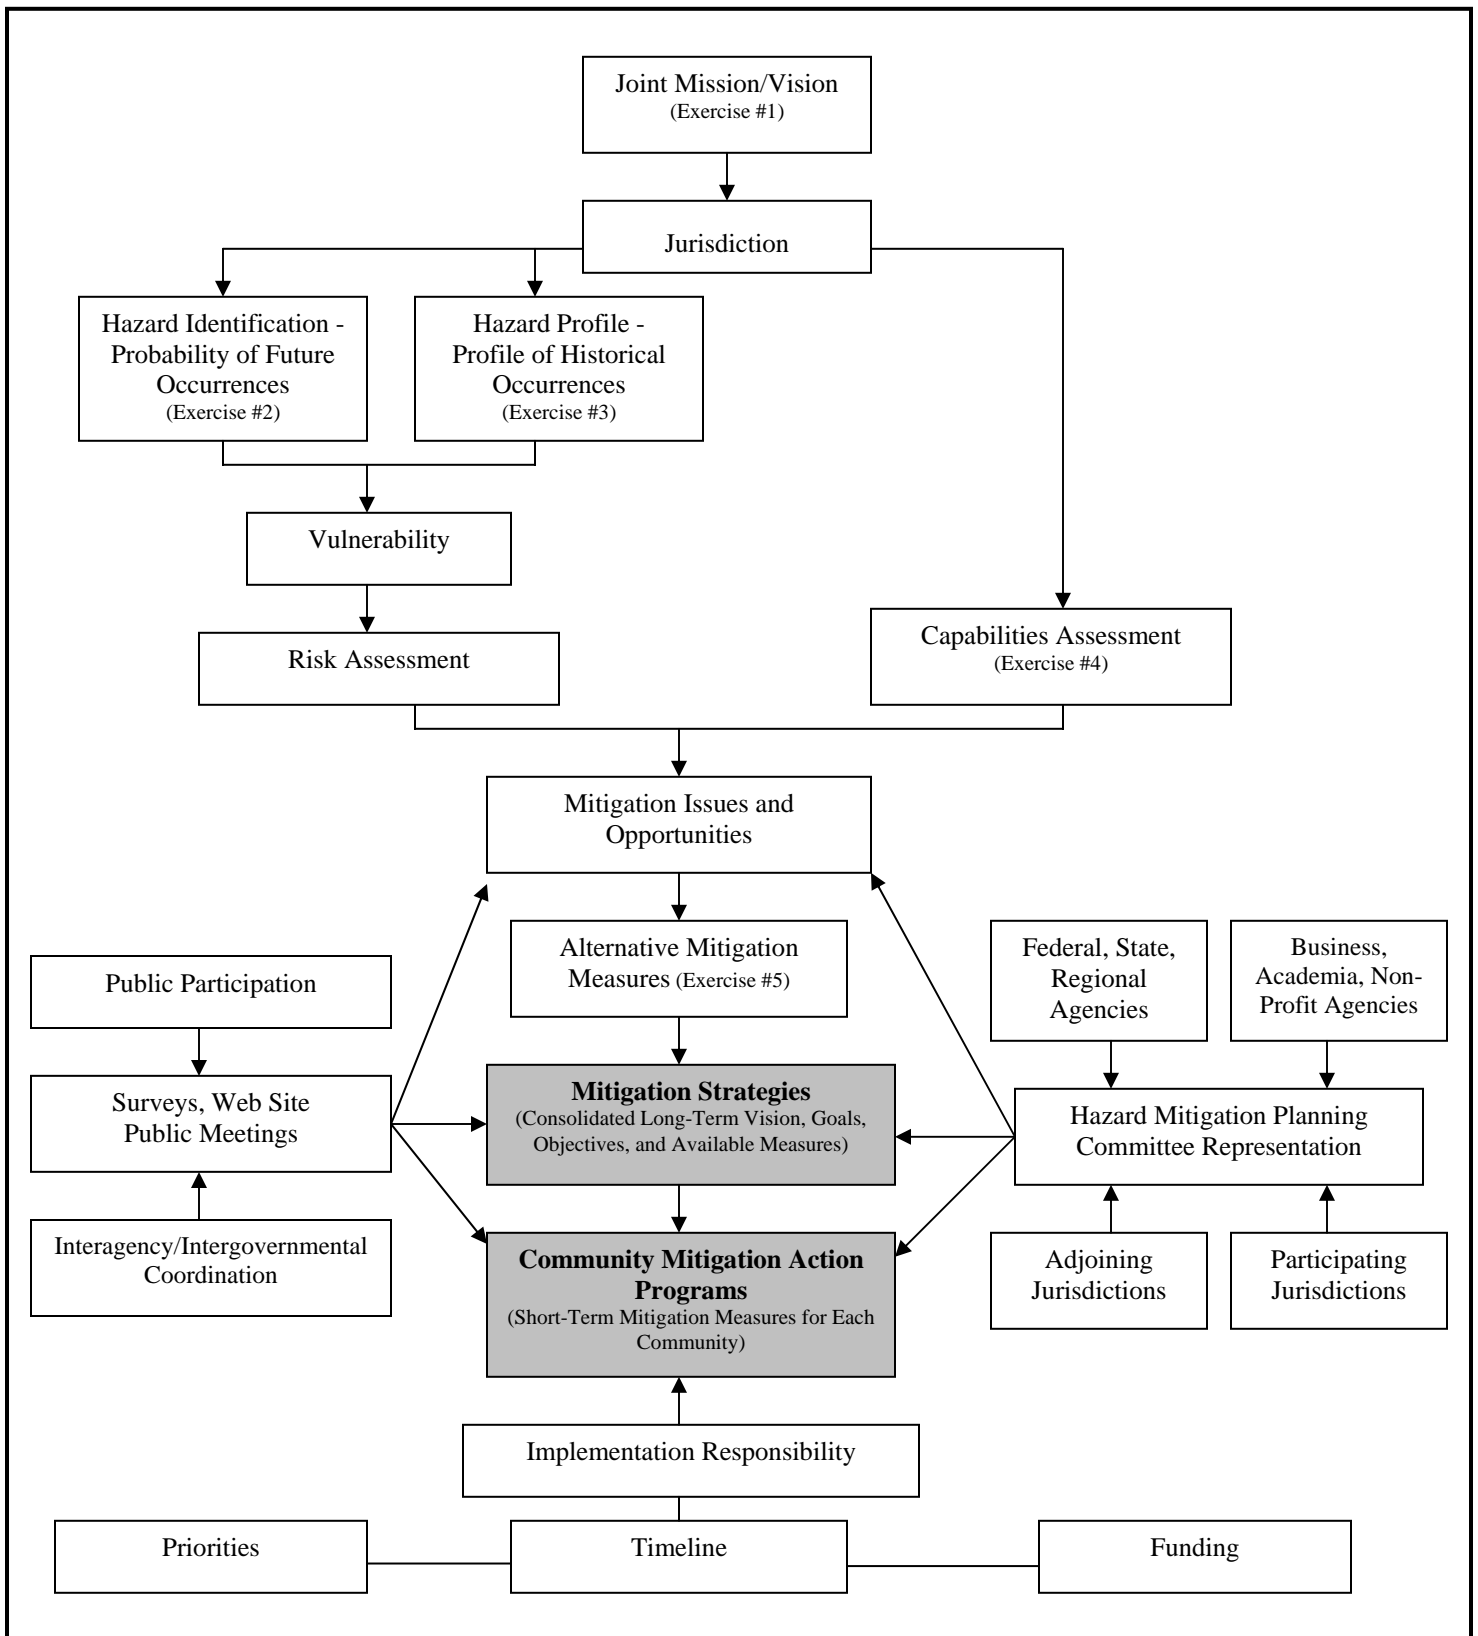 Joint Mission/Vision
(Exercise #1)
Jurisdiction
Hazard Identification -
Probability of Future
Occurrences
(Exercise #2)
Hazard Profile -
Profile of Historical
Occurrences
(Exercise #3)
Vulnerability
Risk Assessment
Capabilities Assessment
(Exercise #4)
Mitigation Issues and
Opportunities
Alternative Mitigation
Measures (Exercise #5)
Public Participation
Surveys, Web Site
Public Meetings
Interagency/Intergovernmental
Coordination
Federal, State,
Regional
Agencies
Business,
Academia, Non-
Profit Agencies
Mitigation Strategies
(Consolidated Long-Term Vision, Goals,
Objectives, and Available Measures)
Hazard Mitigation Planning
Committee Representation
Community Mitigation Action
Programs
(Short-Term Mitigation Measures for Each
Community)
Adjoining
Jurisdictions
Participating
Jurisdictions
Implementation Responsibility
Priorities
Timeline
Funding